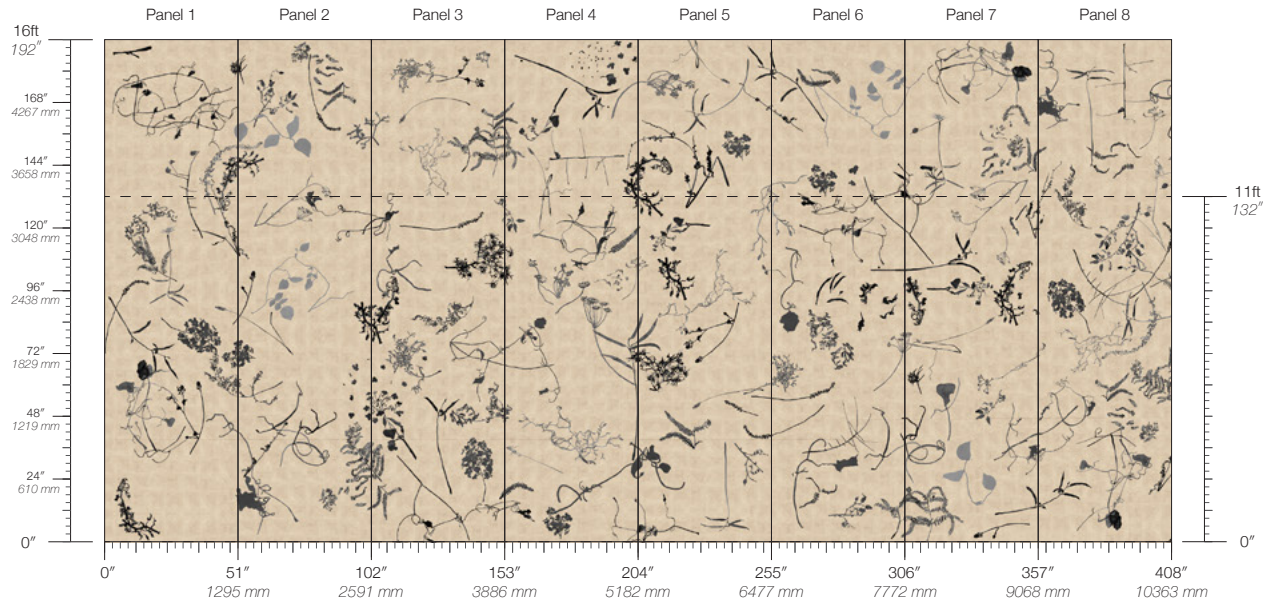 Panel 1 Panel 2 Panel 3 Panel 4 Panel 5 Panel 6 Panel 7 Panel 8
16ft
192″
168″
4267 mm
144″
3658 mm
11ft
132″
120″
3048 mm
96″
2438 mm
72″
1829 mm
48″
1219 mm
24″
610 mm
0″ 0″
0″ 51″ 102″ 153″ 204″ 255″ 306″ 357″ 408″
1295 mm 2591 mm 3886 mm 5182 mm 6477 mm 7772 mm 9068 mm 10363 mm